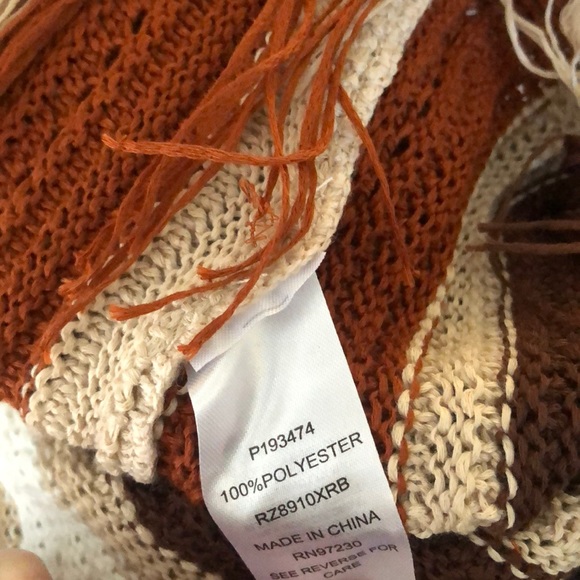 P193474
100%POLYESTER
RZ8910XRB
MADE IN CHINA
RN97230
SEE REVERSE FOR
CARE